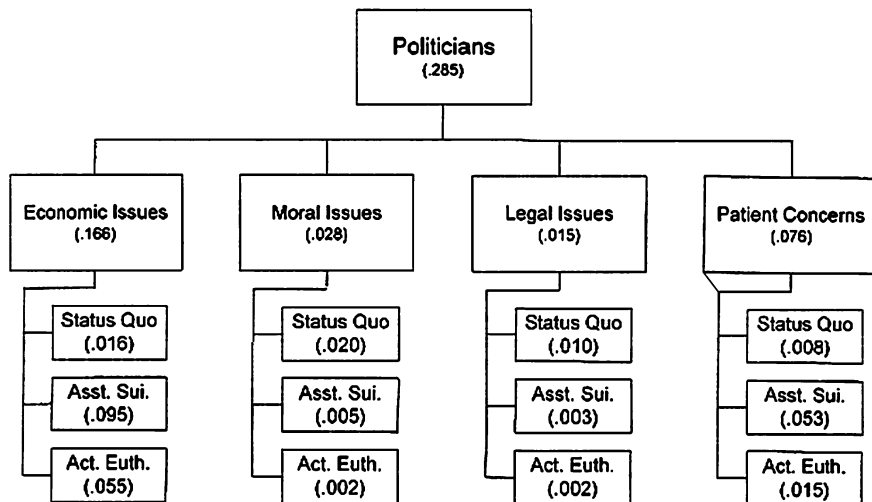 Politicians
(.285)
Economic Issues
(.166)
Moral Issues
(.028)
Legal Issues
(.015)
Patient Concerns
(.076)
Status Quo
(.016)
Status Quo
(.020)
Status Quo
(.010)
Status Quo
(.008)
Asst. Sui.
(.095)
Asst. Sui.
(.005)
Asst. Sui.
(.003)
Asst. Sui.
(.053)
Act. Euth.
(.055)
Act. Euth.
(.002)
Act. Euth.
(.002)
Act. Euth.
(.015)